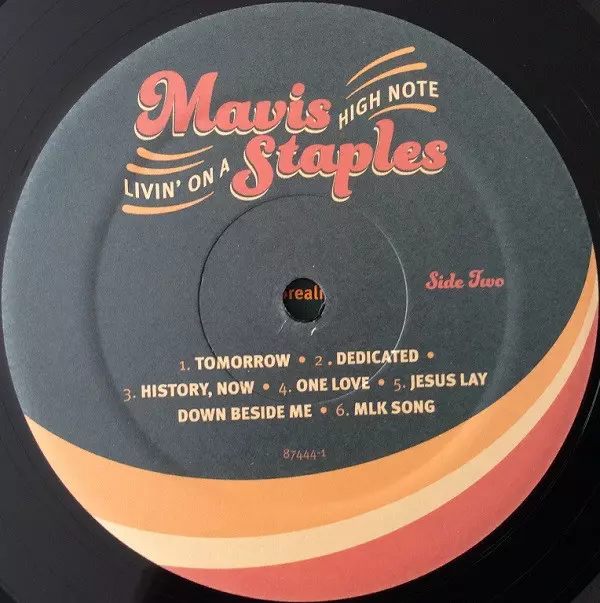 Mavis
HIGH NOTE
LIVIN' ON A
Staples
Side Two
1. TOMORROW • 2. DEDICATED •
3. HISTORY, NOW • 4. ONE LOVE • 5. JESUS LAY
DOWN BESIDE ME • 6. MLK SONG
87444-1